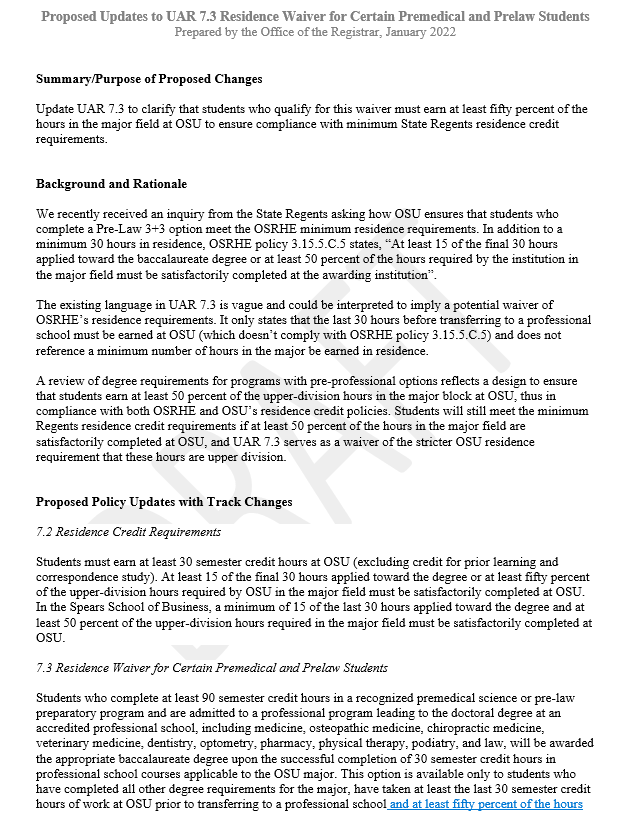 Proposed Updates to UAR 7.3 Residence Waiver for Certain Premedical and Prelaw Students
Prepared by the Office of the Registrar, January 2022
Summary/Purpose of Proposed Changes
Update UAR 7.3 to clarify that students who qualify for this waiver must earn at least fifty percent of the
hours in the major field at OSU to ensure compliance with minimum State Regents residence credit
requirements.
Background and Rationale
We recently received an inquiry from the State Regents asking how OSU ensures that students who
complete a Pre-Law 3+3 option meet the OSRHE minimum residence requirements. In addition to a
minimum 30 hours in residence, OSRHE policy 3.15.5.C.5 states, “At least 15 of the final 30 hours
applied toward the baccalaureate degree or at least 50 percent of the hours required by the institution in
the major field must be satisfactorily completed at the awarding institution”.
The existing language in UAR 7.3 is vague and could be interpreted to imply a potential waiver of
OSRHE’s residence requirements. It only states that the last 30 hours before transferring to a professional
school must be earned at OSU (which doesn’t comply with OSRHE policy 3.15.5.C.5) and does not
reference a minimum number of hours in the major be earned in residence.
A review of degree requirements for programs with pre-professional options reflects a design to ensure
that students earn at least 50 percent of the upper-division hours in the major block at OSU, thus in
compliance with both OSRHE and OSU’s residence credit policies. Students will still meet the minimum
Regents residence credit requirements if at least 50 percent of the hours in the major field are
satisfactorily completed at OSU, and UAR 7.3 serves as a waiver of the stricter OSU residence
requirement that these hours are upper division.
Proposed Policy Updates with Track Changes
7.2 Residence Credit Requirements
Students must earn at least 30 semester credit hours at OSU (excluding credit for prior learning and
correspondence study). At least 15 of the final 30 hours applied toward the degree or at least fifty percent
of the upper-division hours required by OSU in the major field must be satisfactorily completed at OSU.
In the Spears School of Business, a minimum of 15 of the last 30 hours applied toward the degree and at
least 50 percent of the upper-division hours required in the major field must be satisfactorily completed at
OSU.
7.3 Residence Waiver for Certain Premedical and Prelaw Students
Students who complete at least 90 semester credit hours in a recognized premedical science or pre-law
preparatory program and are admitted to a professional program leading to the doctoral degree at an
accredited professional school, including medicine, osteopathic medicine, chiropractic medicine,
veterinary medicine, dentistry, optometry, pharmacy, physical therapy, podiatry, and law, will be awarded
the appropriate baccalaureate degree upon the successful completion of 30 semester credit hours in
professional school courses applicable to the OSU major. This option is available only to students who
have completed all other degree requirements for the major, have taken at least the last 30 semester credit
hours of work at OSU prior to transferring to a professional school and at least fifty percent of the hours
DRAFT